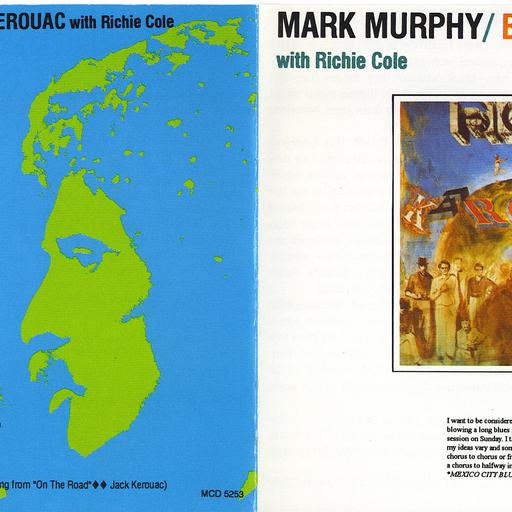 EROUAC with Richie Cole
ng from "On The Road"♦♦ Jack Kerouac)
MCD 5253
MARK MURPHY/
with Richie Cole
I want to be considere
blowing a long blues
session on Sunday. I t
my ideas vary and som
chorus to chorus or fr
a chorus to halfway in
*MEXICO CITY BLU